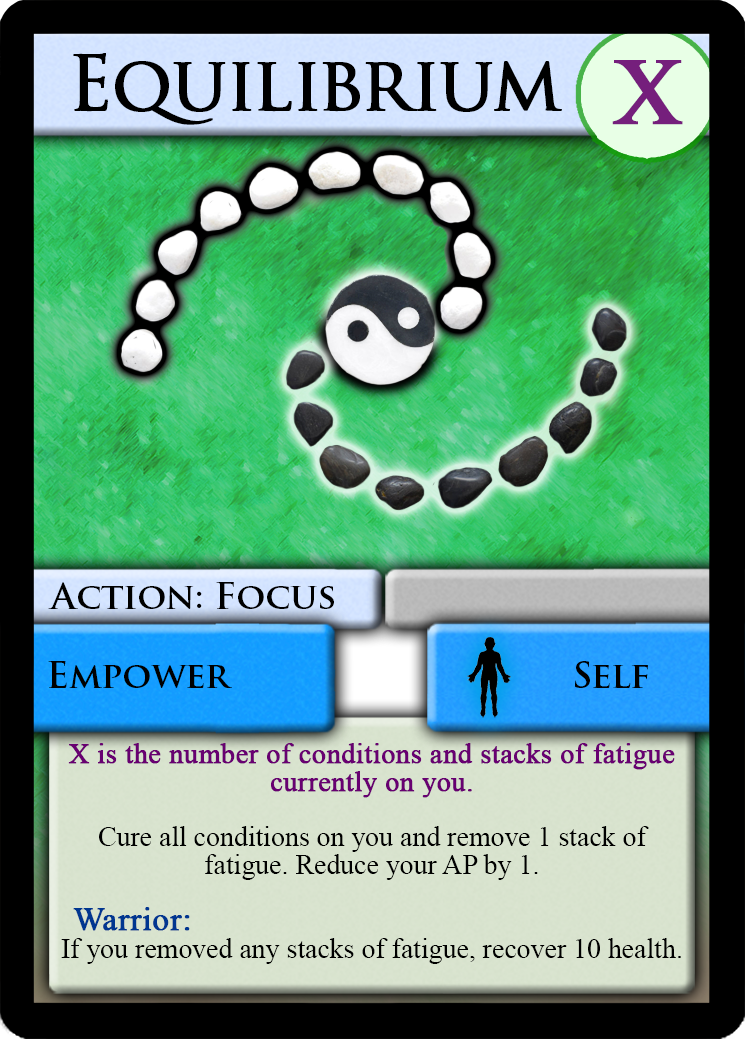 EQUILIBRIUM
X
ACTION: FOCUS
EMPOWER
SELF
X is the number of conditions and stacks of fatigue
currently on you.
Cure all conditions on you and remove 1 stack of
fatigue. Reduce your AP by 1.
Warrior:
If you removed any stacks of fatigue, recover 10 health.